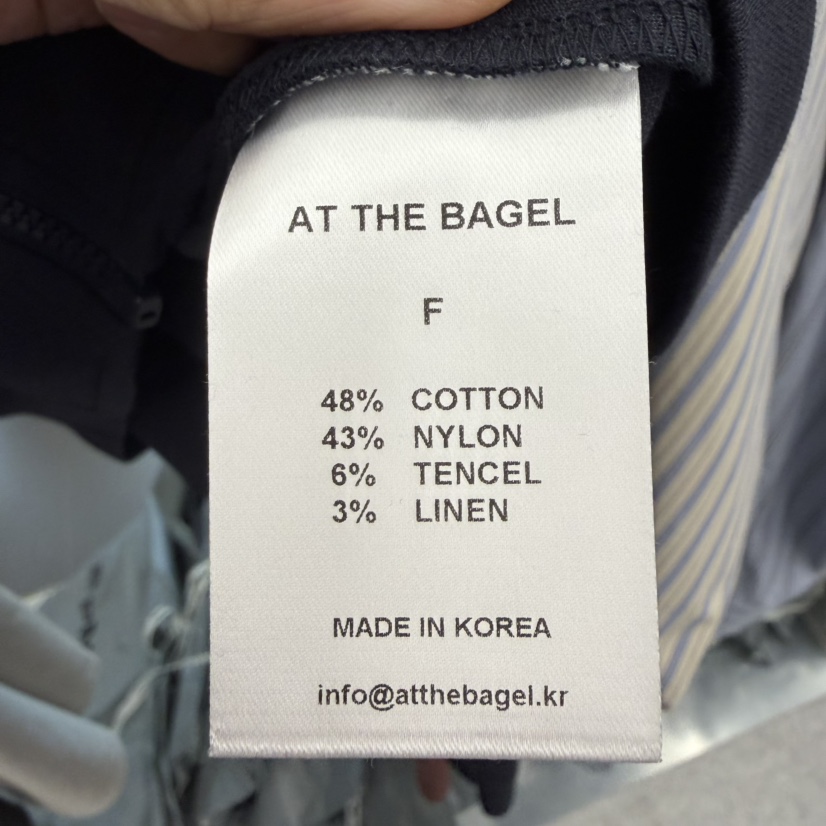 AT THE BAGEL
F
48% COTTON
43% NYLON
6% TENCEL
3% LINEN
MADE IN KOREA
info@atthebagel.kr